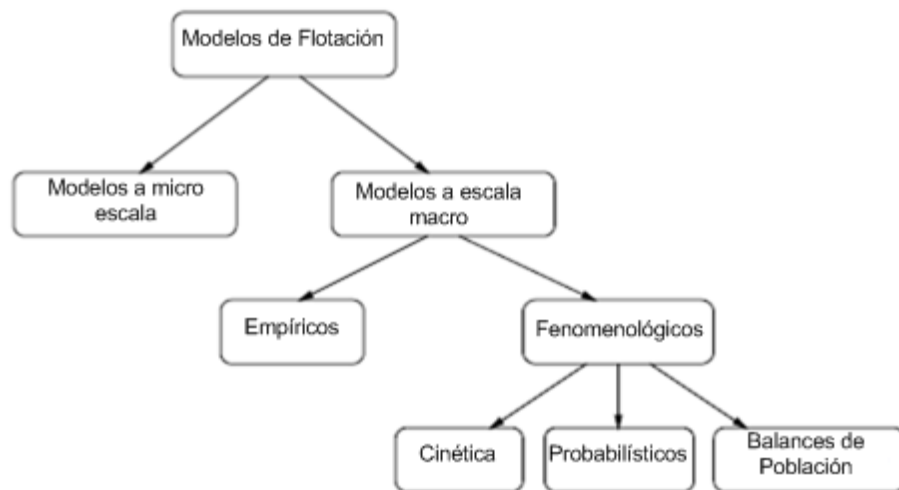 Modelos de Flotación
Modelos a micro
escala
Modelos a escala
macro
Empíricos
Fenomenológicos
Cinética
Probabilísticos
Balances de
Población